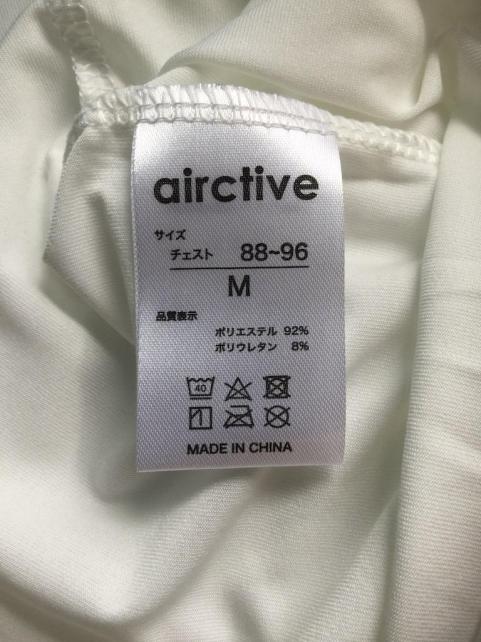 airctive
サイズ
チェスト 88~96
M
品質表示
ポリエステル 92%
ポリウレタン 8%
40
MADE IN CHINA